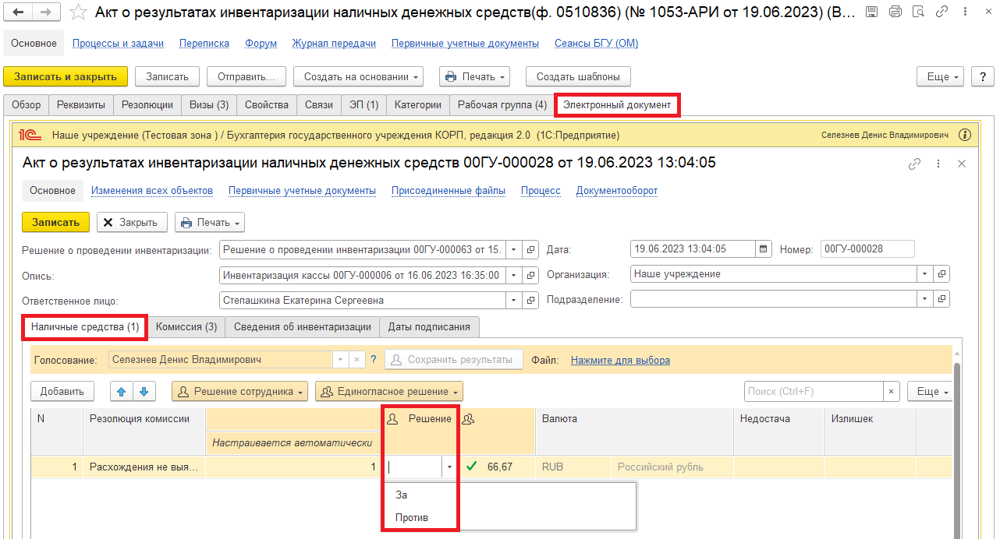 Акт о результатах инвентаризации наличных денежных средств(ф. 0510836) (№ 1053-АРИ от 19.06.2023) (В...
Основное Процессы и задачи Переписка Форум Журнал передачи Первичные учетные документы Сеансы БГУ (ОМ)
Записать и закрыть Записать Отправить... Создать на основании Печать Создать шаблоны Еще ?
Обзор Реквизиты Резолюции Визы (3) Свойства Связи ЭП (1) Категории Рабочая группа (4) Электронный документ
1С Наше учреждение (Тестовая зона ) / Бухгалтерия государственного учреждения КОРП, редакция 2.0 (1С:Предприятие) Селезнев Денис Владимирович i
Акт о результатах инвентаризации наличных денежных средств 00ГУ-000028 от 19.06.2023 13:04:05
Основное Изменения всех объектов Первичные учетные документы Присоединенные файлы Процесс Документооборот
Записать Закрыть Печать
Решение о проведении инвентаризации: Решение о проведении инвентаризации 00ГУ-000063 от 15. Дата: 19.06.2023 13:04:05 Номер: 00ГУ-000028
Опись: Инвентаризация кассы 00ГУ-000006 от 16.06.2023 16:35:00 Организация: Наше учреждение
Ответственное лицо: Степашкина Екатерина Сергеевна Подразделение:
Наличные средства (1) Комиссия (3) Сведения об инвентаризации Даты подписания
Голосование: Селезнев Денис Владимирович ? Сохранить результаты Файл: Нажмите для выбора
Добавить Решение сотрудника Единогласное решение Поиск (Ctrl+F) × Еще
N Резолюция комиссии Решение Валюта Недостача Излишек
Настраивается автоматически
1 Расхождения не выя... 1 66,67 RUB Российский рубль
За
Против